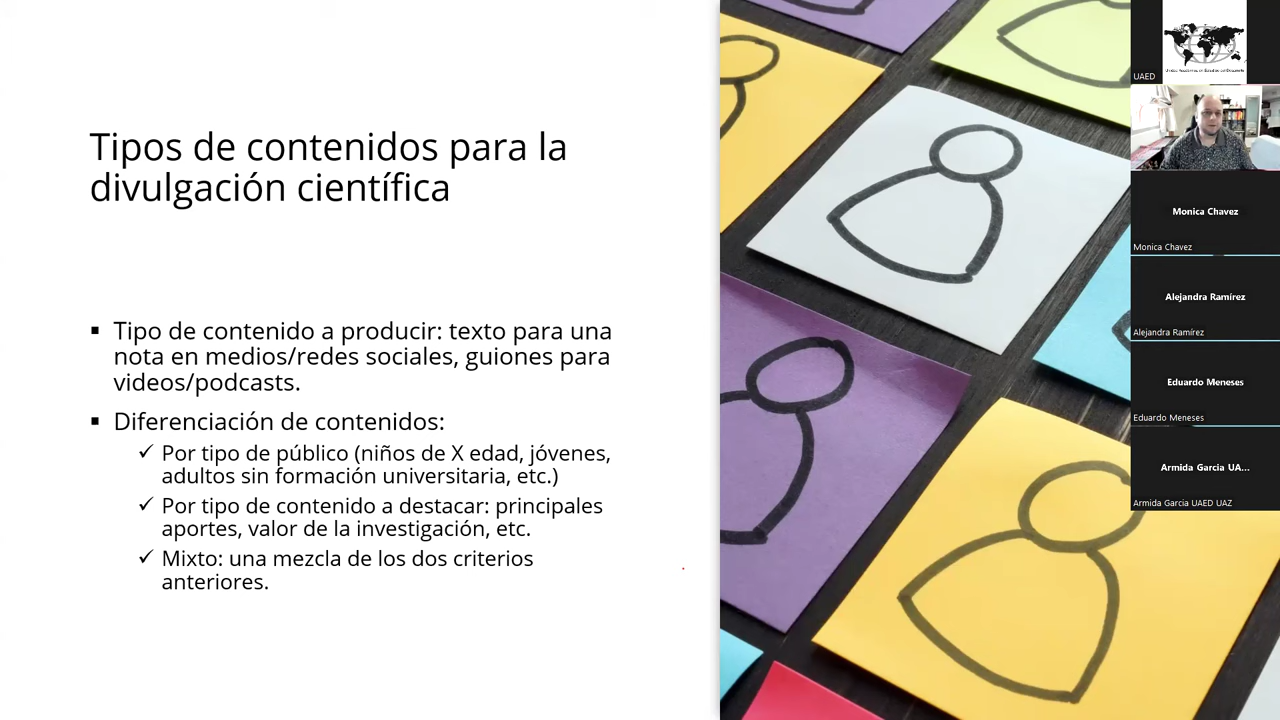 Tipos de contenidos para la
divulgación científica
▪ Tipo de contenido a producir: texto para una
nota en medios/redes sociales, guiones para
videos/podcasts.
▪ Diferenciación de contenidos:
✓ Por tipo de público (niños de X edad, jóvenes,
adultos sin formación universitaria, etc.)
✓ Por tipo de contenido a destacar: principales
aportes, valor de la investigación, etc.
✓ Mixto: una mezcla de los dos criterios
anteriores.
UAED
Monica Chavez
Monica Chavez
Alejandra Ramírez
Alejandra Ramírez
Eduardo Meneses
Eduardo Meneses
Armida Garcia UA...
Armida Garcia UAED UAZ